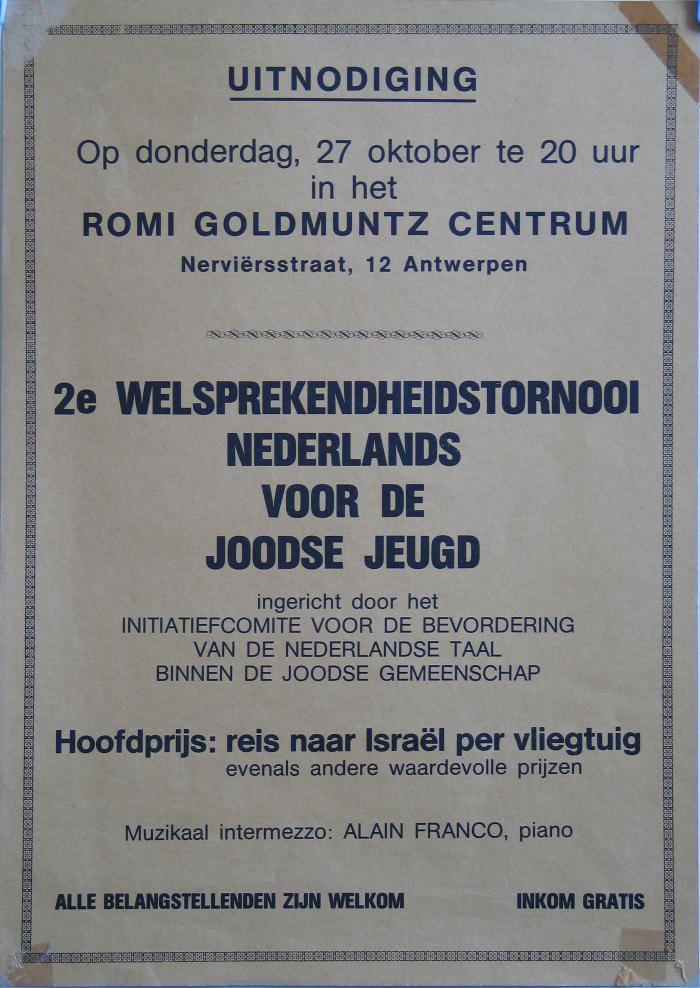 UITNODIGING
Op donderdag, 27 oktober te 20 uur
in het
ROMI GOLDMUNTZ CENTRUM
Nerviërsstraat, 12 Antwerpen
2e WELSPREKENDHEIDSTORNOOI
NEDERLANDS
VOOR DE
JOODSE JEUGD
ingericht door het
INITIATIEFCOMITE VOOR DE BEVORDERING
VAN DE NEDERLANDSE TAAL
BINNEN DE JOODSE GEMEENSCHAP
Hoofdprijs: reis naar Israël per vliegtuig
evenals andere waardevolle prijzen
Muzikaal intermezzo: ALAIN FRANCO, piano
ALLE BELANGSTELLENDEN ZIJN WELKOM INKOM GRATIS